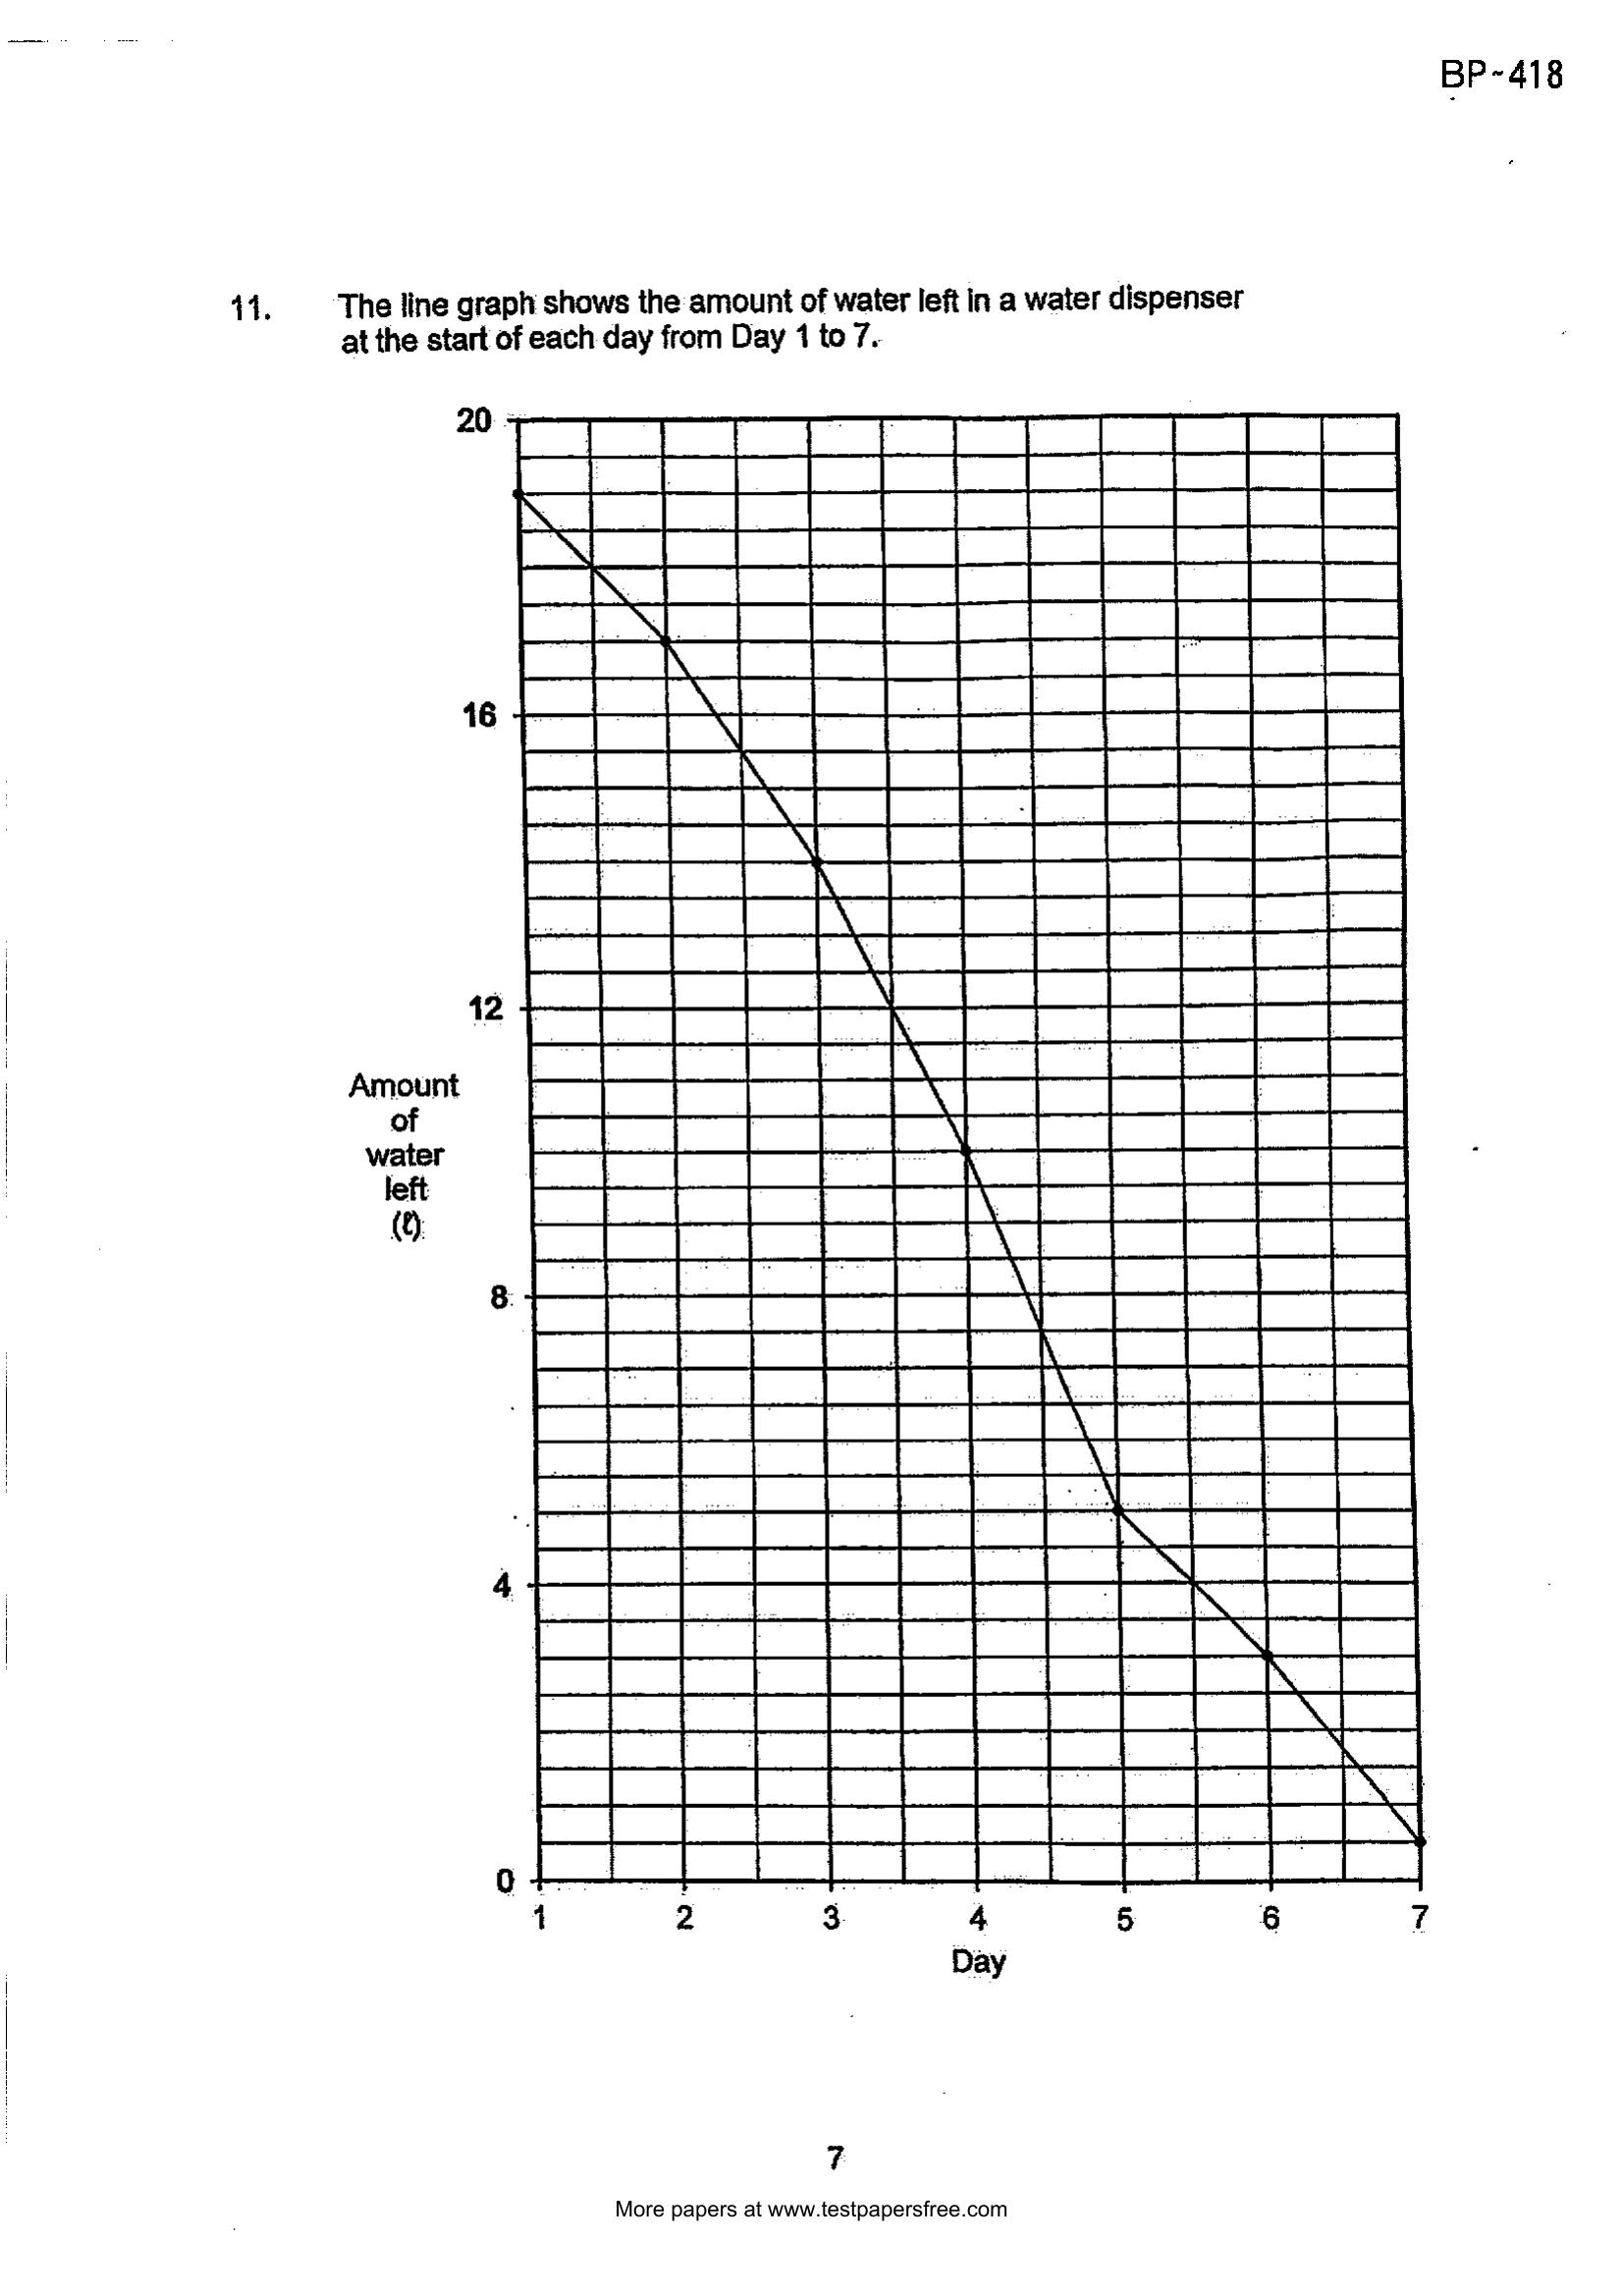 BP-418
11. The line graph shows the amount of water left in a water dispenser
at the start of each day from Day 1 to 7.
20
16
12
Amount
of
water
left
(ℓ)
8
4
0
1 2 3 4 5 6 7
Day
7
More papers at www.testpapersfree.com